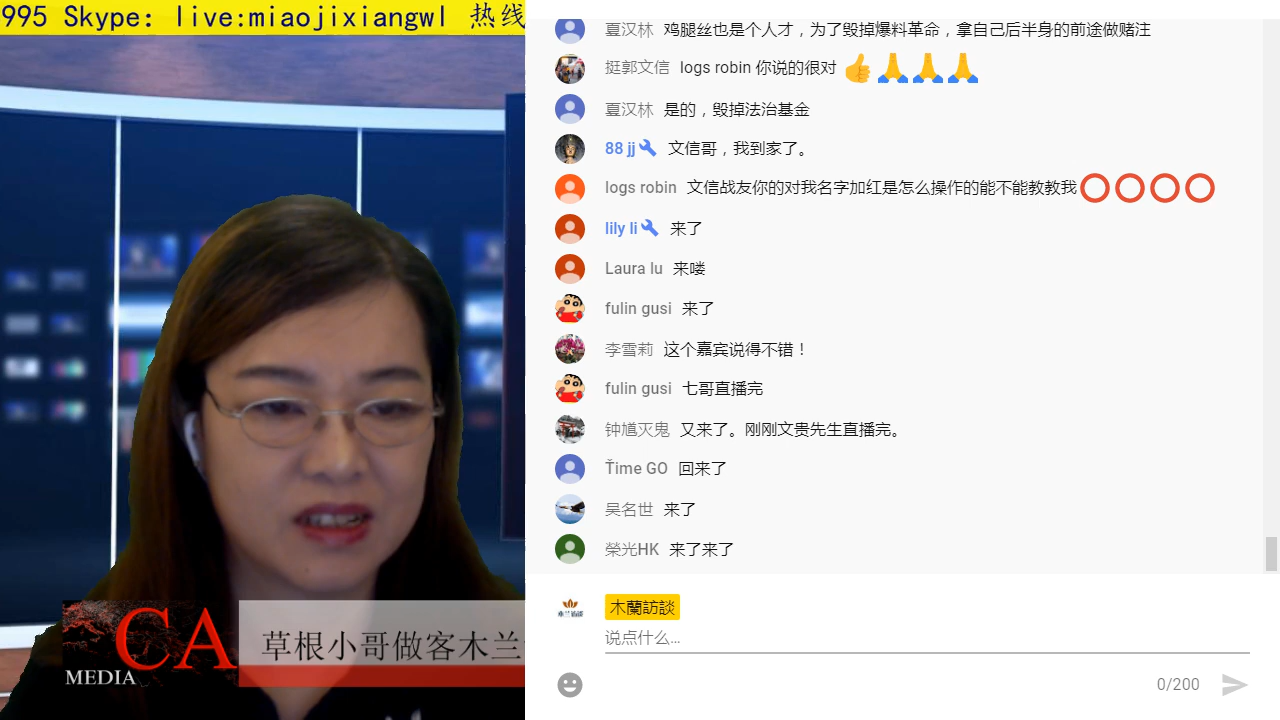 995 Skype: live:miaojixiangwl 热线
夏汉林 鸡腿丝也是个人才，为了毁掉爆料革命，拿自己后半身的前途做赌注
挺郭文信 logs robin 你说的很对
夏汉林 是的，毁掉法治基金
88 jj 文信哥，我到家了。
logs robin 文信战友你的对我名字加红是怎么操作的能不能教教我
lily li 来了
Laura lu 来喽
fulin gusi 来了
李雪莉 这个嘉宾说得不错！
fulin gusi 七哥直播完
钟馗灭鬼 又来了。刚刚文贵先生直播完。
Ťime GO 回来了
吴名世 来了
榮光HK 来了来了
木蘭訪談
说点什么...
0/200
CA
MEDIA
草根小哥做客木兰